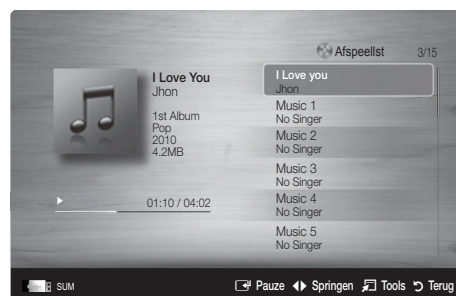 Afspeellst 3/15
I Love You
Jhon
1st Album
Pop
2010
4.2MB
01:10 / 04:02
I Love you
Jhon
Music 1
No Singer
Music 2
No Singer
Music 3
No Singer
Music 4
No Singer
Music 5
No Singer
SUM Pauze Springen Tools Terug